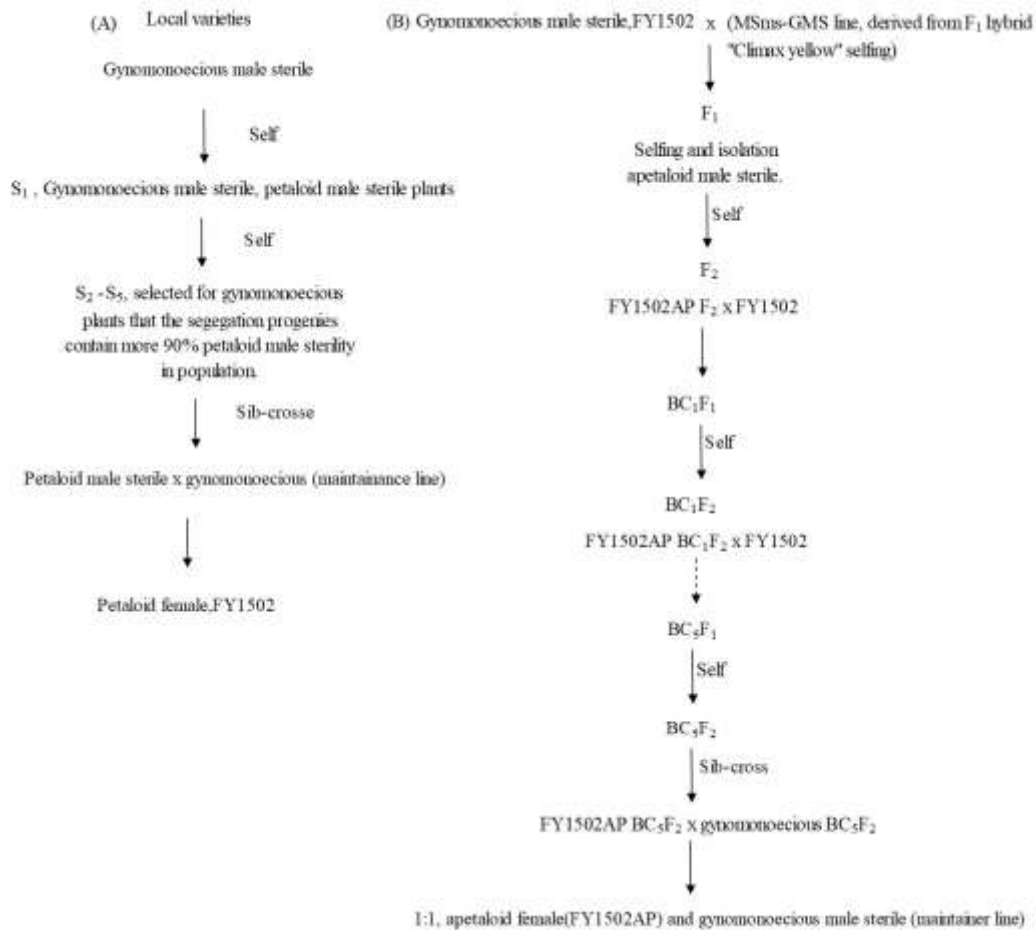 (A) Local varieties
Gynomonoecious male sterile
Self
S₁ , Gynomonoecious male sterile, petaloid male sterile plants
Self
S₂ -S₅, selected for gynomonoecious
plants that the segegation progenies
contain more 90% petaloid male sterility
in population.
Sib-crosse
Petaloid male sterile x gynomonoecious (maintainance line)
Petaloid female,FY1502
(B) Gynomonoecious male sterile,FY1502 x (MSms-GMS line, derived from F₁ hybrid
"Climax yellow" selfing)
F₁
Selfing and isolation
apetaloid male sterile.
Self
F₂
FY1502AP F₂ x FY1502
BC₁F₁
Self
BC₁F₂
FY1502AP BC₁F₂ x FY1502
BC₅F₁
Self
BC₅F₂
Sib-cross
FY1502AP BC₅F₂ x gynomonoecious BC₅F₂
1:1, apetaloid female(FY1502AP) and gynomonoecious male sterile (maintainer line)